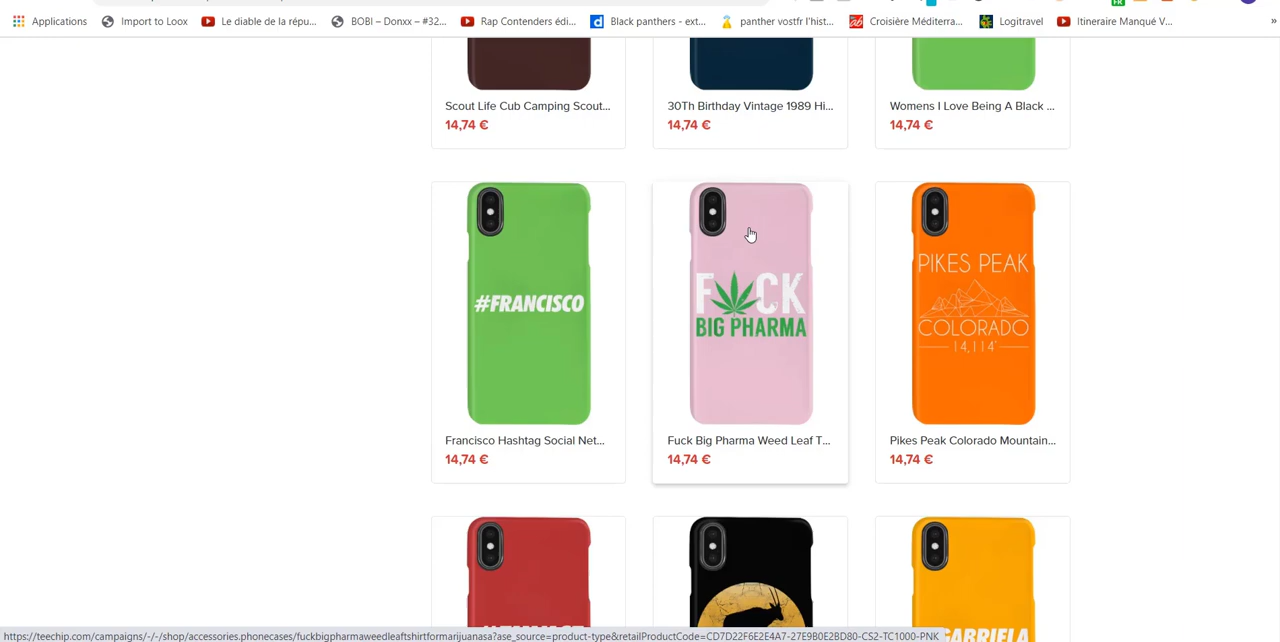 Applications
Import to Loox
Le diable de la répu...
BOBI – Donxx – #32...
Rap Contenders édi...
Black panthers - ext...
panther vostfr l'hist...
Croisière Méditerra...
Logitravel
Itineraire Manqué V...
»
Scout Life Cub Camping Scout...
30Th Birthday Vintage 1989 Hi...
Womens I Love Being A Black ...
14,74 €
14,74 €
14,74 €
#FRANCISCO
F CK
BIG PHARMA
PIKES PEAK
COLORADO
14,114'
Francisco Hashtag Social Net...
Fuck Big Pharma Weed Leaf T...
Pikes Peak Colorado Mountain...
14,74 €
14,74 €
14,74 €
https://teechip.com/campaigns/-/-/shop/accessories.phonecases/fuckbigpharmaweedleaftshirtformarijuanasa?ase_source=product-type&retailProductCode=CD7D22F6E2E4A7-27E9B0E2BD80-CS2-TC1000-PNK